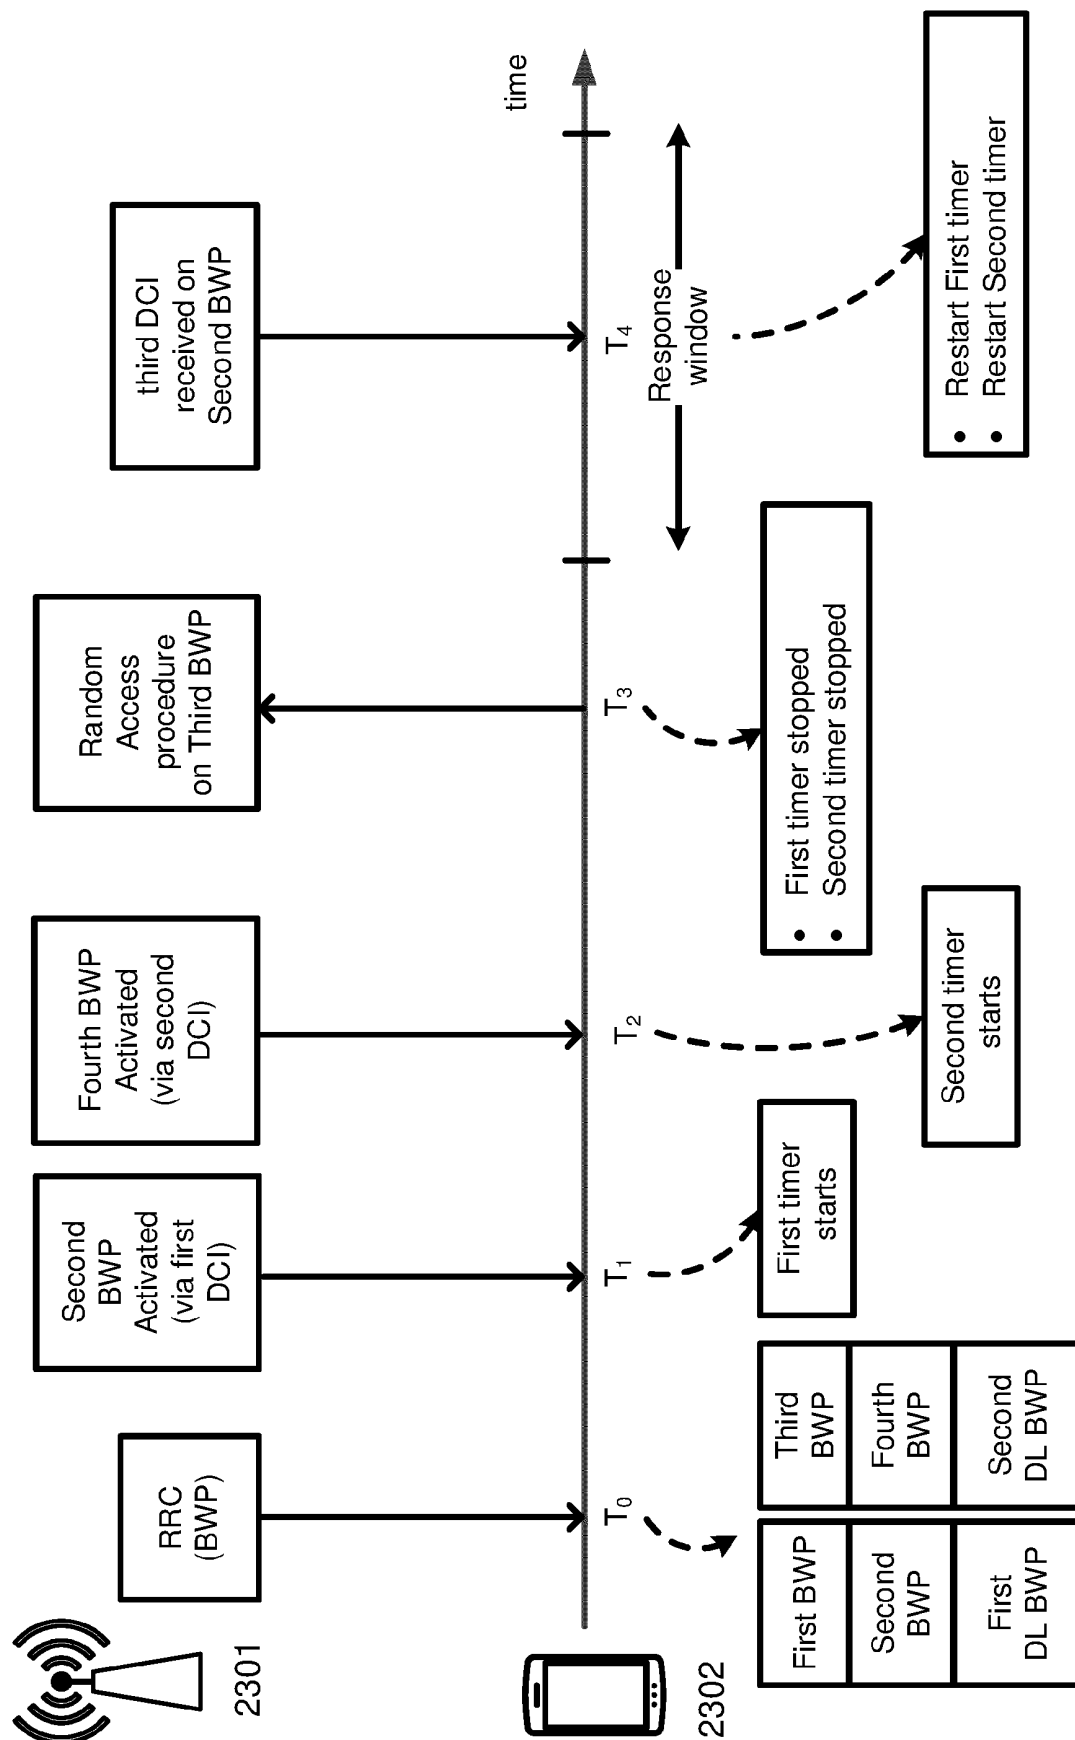 2301
RRC
(BWP)
Second
BWP
Activated
(via first
DCI)
Fourth BWP
Activated
(via second
DCI)
Random
Access
procedure
on Third BWP
third DCI
received on
Second BWP
time
2302
T0
T1
T2
T3
T4
Response
window
First BWP
Second
BWP
First
DL BWP
Third
BWP
Fourth
BWP
Second
DL BWP
First timer
starts
Second timer
starts
• First timer stopped
• Second timer stopped
• Restart First timer
• Restart Second timer